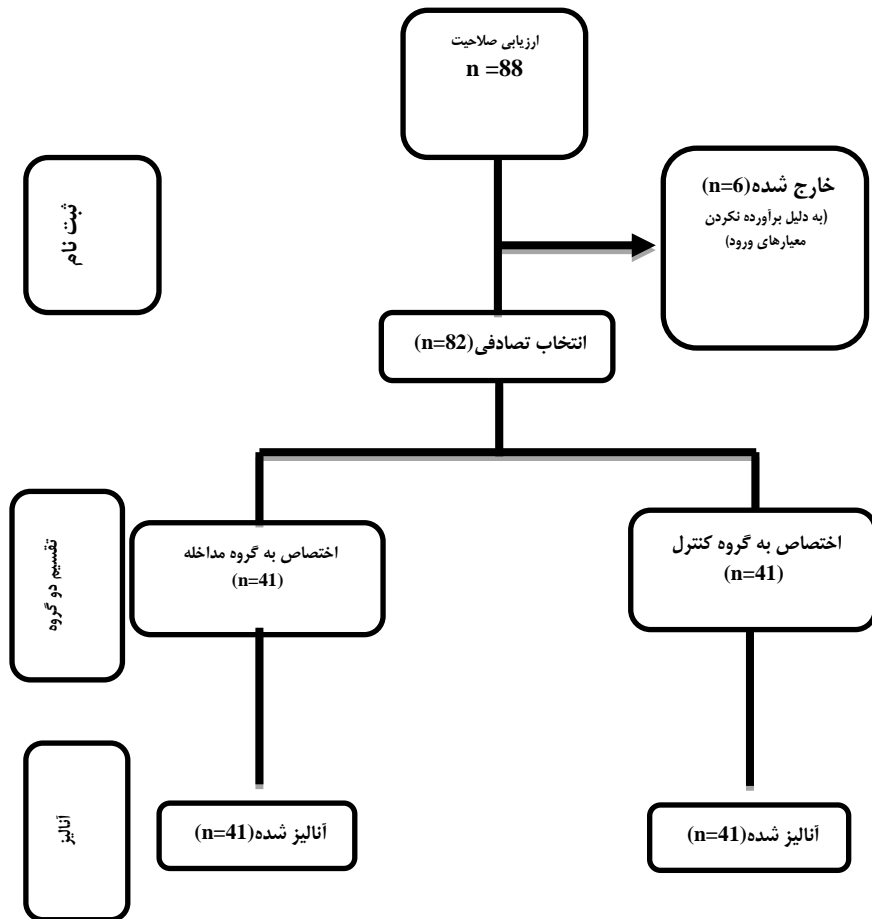 ارزیابی صلاحیت
n =88
ثبت نام
خارج شده(n=6)
(به دلیل برآورده نکردن
معیارهای ورود)
انتخاب تصادفی(n=82)
تقسیم دو گروه
اختصاص به گروه مداخله
(n=41)
اختصاص به گروه کنترل
(n=41)
آنالیز
آنالیز شده(n=41)
آنالیز شده(n=41)